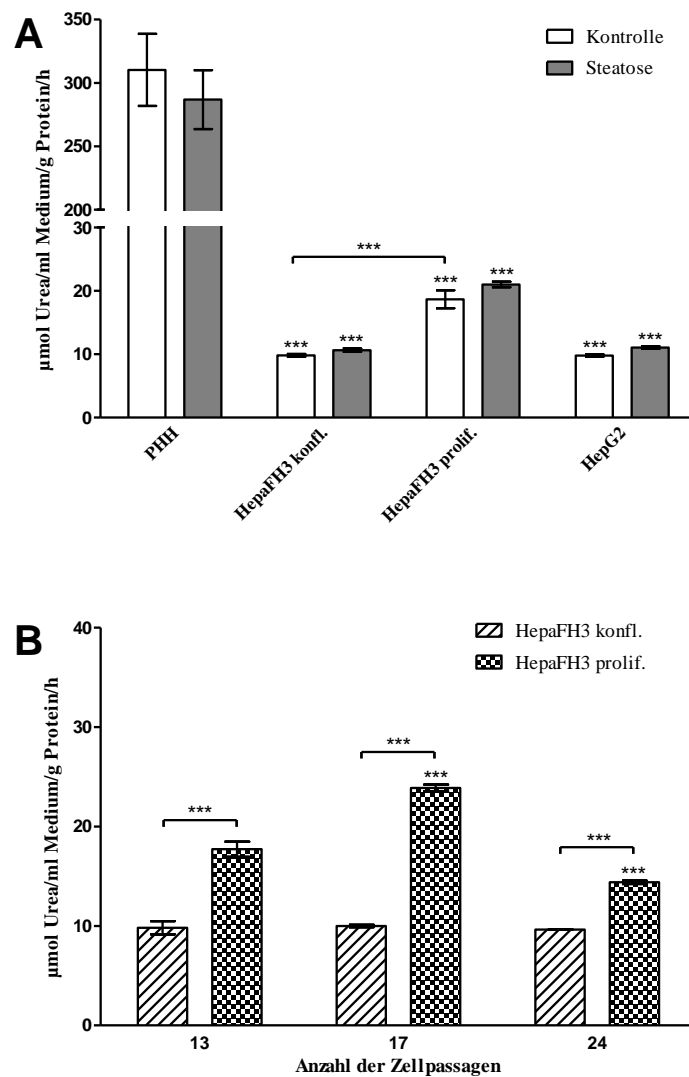 A
Kontrolle
Steatose
µmol Urea/ml Medium/g Protein/h
350
300
250
200
30
20
10
0
***
*** ***
*** ***
*** ***
PHH
HepaFH3 konfl.
HepaFH3 prolif.
HepG2
B
HepaFH3 konfl.
HepaFH3 prolif.
µmol Urea/ml Medium/g Protein/h
40
30
20
10
0
***
***
***
***
***
13
17
24
Anzahl der Zellpassagen